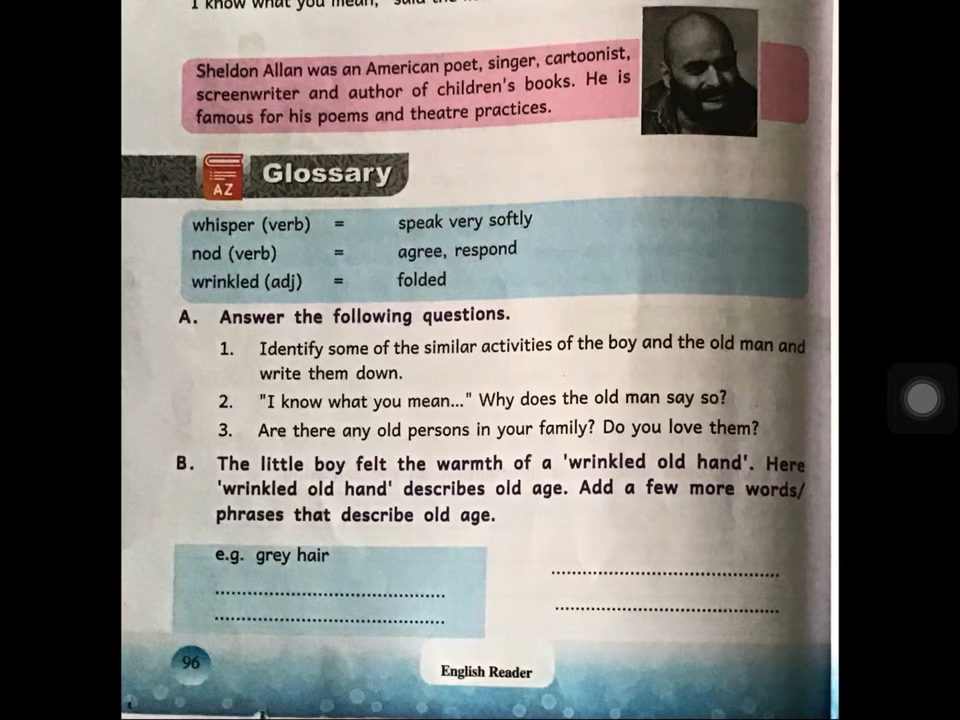 I know what you mean," said the
Sheldon Allan was an American poet, singer, cartoonist,
screenwriter and author of children's books. He is
famous for his poems and theatre practices.
AZ
Glossary
whisper (verb) = speak very softly
nod (verb) = agree, respond
wrinkled (adj) = folded
A. Answer the following questions.
1. Identify some of the similar activities of the boy and the old man and
write them down.
2. "I know what you mean..." Why does the old man say so?
3. Are there any old persons in your family? Do you love them?
B. The little boy felt the warmth of a 'wrinkled old hand'. Here
'wrinkled old hand' describes old age. Add a few more words/
phrases that describe old age.
e.g. grey hair
96
English Reader